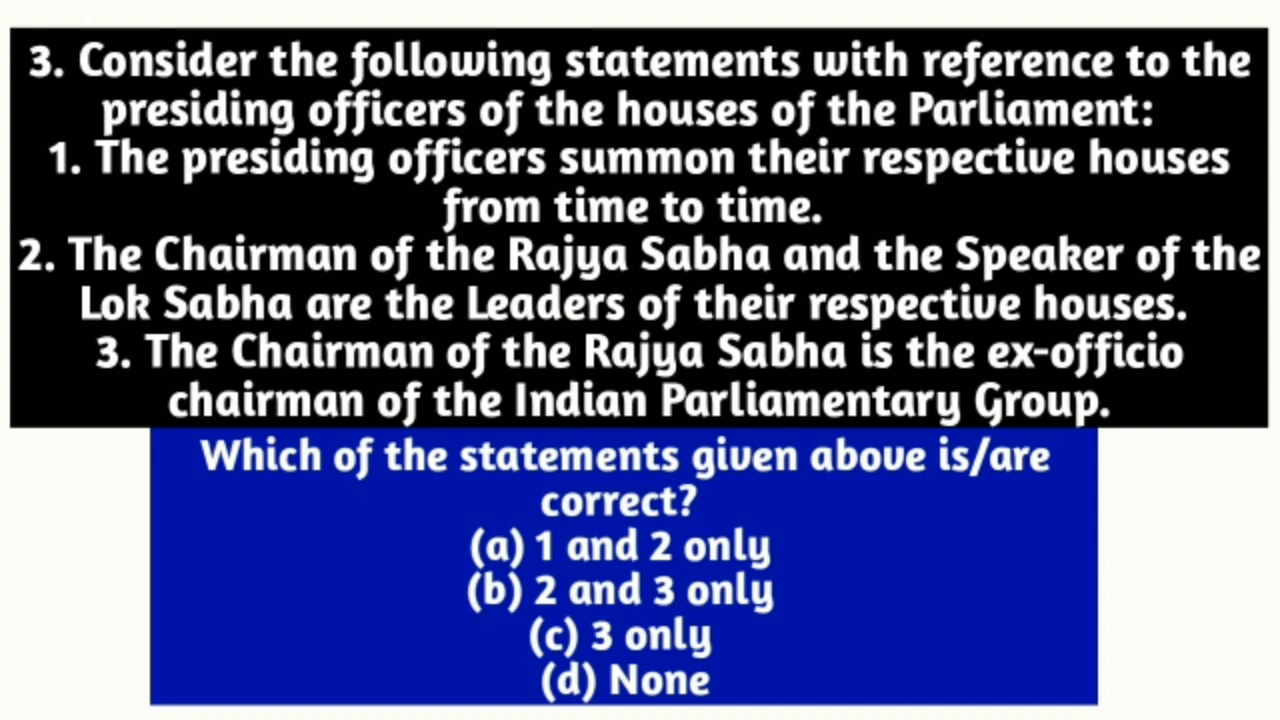 3. Consider the following statements with reference to the
presiding officers of the houses of the Parliament:
1. The presiding officers summon their respective houses
from time to time.
2. The Chairman of the Rajya Sabha and the Speaker of the
Lok Sabha are the Leaders of their respective houses.
3. The Chairman of the Rajya Sabha is the ex-officio
chairman of the Indian Parliamentary Group.
Which of the statements given above is/are
correct?
(a) 1 and 2 only
(b) 2 and 3 only
(c) 3 only
(d) None